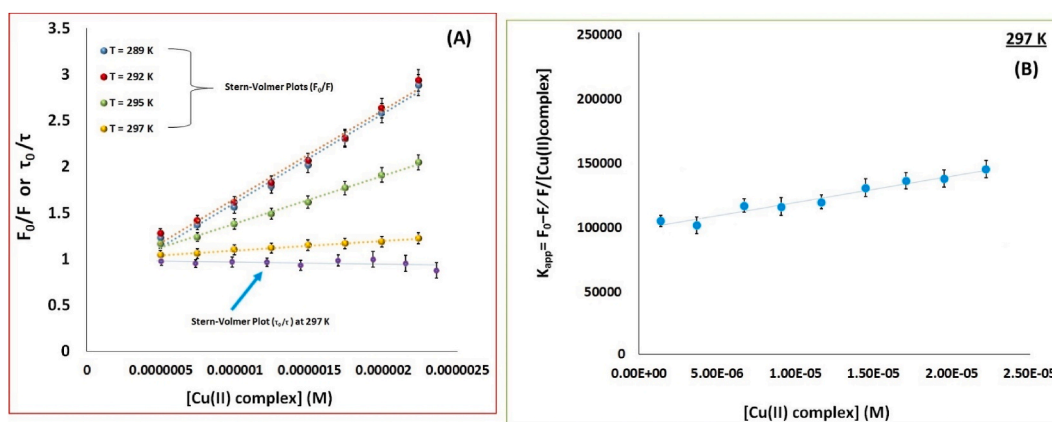 3.5
3
2.5
2
1.5
1
0.5
0
F₀/F or τ₀/τ
T = 289 K
T = 292 K
T = 295 K
T = 297 K
Stern-Volmer Plots (F₀/F)
(A)
Stern-Volmer Plot (τ₀/τ) at 297 K
0 0.0000005 0.000001 0.0000015 0.000002 0.0000025
[Cu(II) complex] (M)
297 K
(B)
250000
200000
150000
100000
50000
0
Kapp= F₀−F/ F/[Cu(II)complex]
0.00E+00 5.00E-06 1.00E-05 1.50E-05 2.00E-05 2.50E-05
[Cu(II) complex] (M)